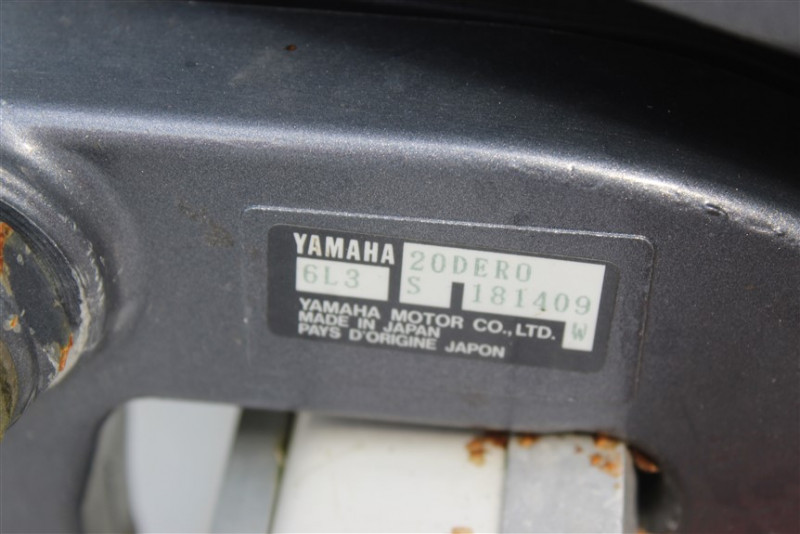 YAMAHA 20DERO
6L3 S 181409
YAMAHA MOTOR CO., LTD. W
MADE IN JAPAN
PAYS D'ORIGINE JAPON